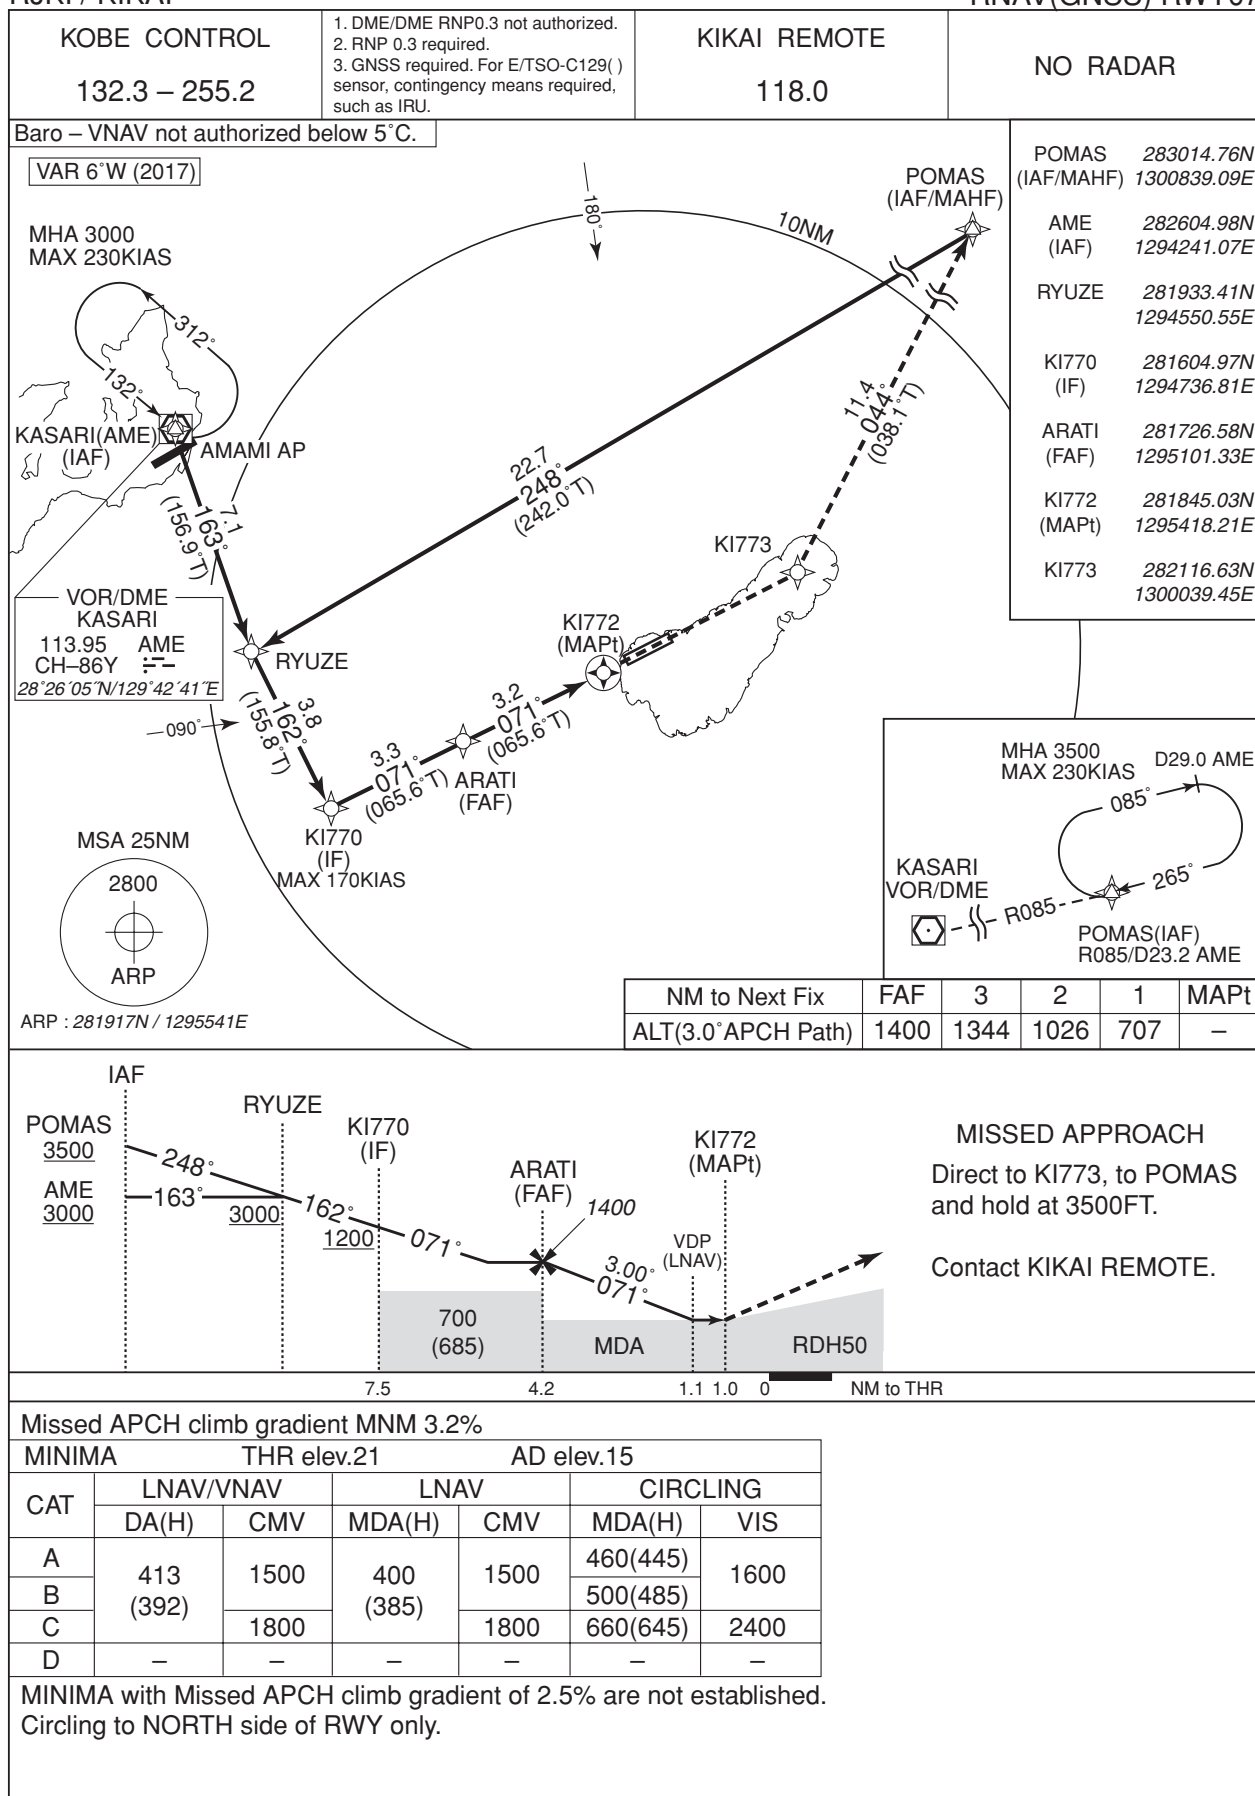 KOBE CONTROL
132.3 – 255.2
1. DME/DME RNP0.3 not authorized.
2. RNP 0.3 required.
3. GNSS required. For E/TSO-C129( )
sensor, contingency means required,
such as IRU.
KIKAI REMOTE
118.0
NO RADAR
Baro – VNAV not authorized below 5°C.
VAR 6°W (2017)
MHA 3000
MAX 230KIAS
312°
132°
KASARI(AME)
(IAF)
AMAMI AP
180°
10NM
POMAS
(IAF/MAHF)
POMAS 283014.76N
(IAF/MAHF) 1300839.09E
AME 282604.98N
(IAF) 1294241.07E
RYUZE 281933.41N
1294550.55E
KI770 281604.97N
(IF) 1294736.81E
ARATI 281726.58N
(FAF) 1295101.33E
KI772 281845.03N
(MAPt) 1295418.21E
KI773 282116.63N
1300039.45E
7.1
163°
(156.9°T)
22.7
248°
(242.0°T)
11.4
044°
(038.1°T)
KI773
KI772
(MAPt)
VOR/DME
KASARI
113.95 AME
CH–86Y
28°26´05˝N/129°42´41˝E
RYUZE
090°
3.8
162°
(155.8°T)
3.3
071°
(065.6°T)
3.2
071°
(065.6°T)
ARATI
(FAF)
KI770
(IF)
MAX 170KIAS
MSA 25NM
2800
ARP
ARP : 281917N / 1295541E
MHA 3500
MAX 230KIAS
D29.0 AME
085°
265°
KASARI
VOR/DME
R085
POMAS(IAF)
R085/D23.2 AME
NM to Next Fix FAF 3 2 1 MAPt
ALT(3.0°APCH Path) 1400 1344 1026 707 –
IAF
POMAS
3500
AME
3000
248°
163°
RYUZE
3000
162°
KI770
(IF)
1200
071°
ARATI
(FAF)
1400
3.00°
071°
VDP
(LNAV)
KI772
(MAPt)
700
(685)
MDA
RDH50
7.5 4.2 1.1 1.0 0 NM to THR
MISSED APPROACH
Direct to KI773, to POMAS
and hold at 3500FT.
Contact KIKAI REMOTE.
Missed APCH climb gradient MNM 3.2%
MINIMA THR elev.21 AD elev.15
CAT LNAV/VNAV LNAV CIRCLING
DA(H) CMV MDA(H) CMV MDA(H) VIS
A 413 (392) 1500 400 (385) 1500 460(445) 1600
B 500(485)
C 1800 1800 660(645) 2400
D – – – – – –
MINIMA with Missed APCH climb gradient of 2.5% are not established.
Circling to NORTH side of RWY only.